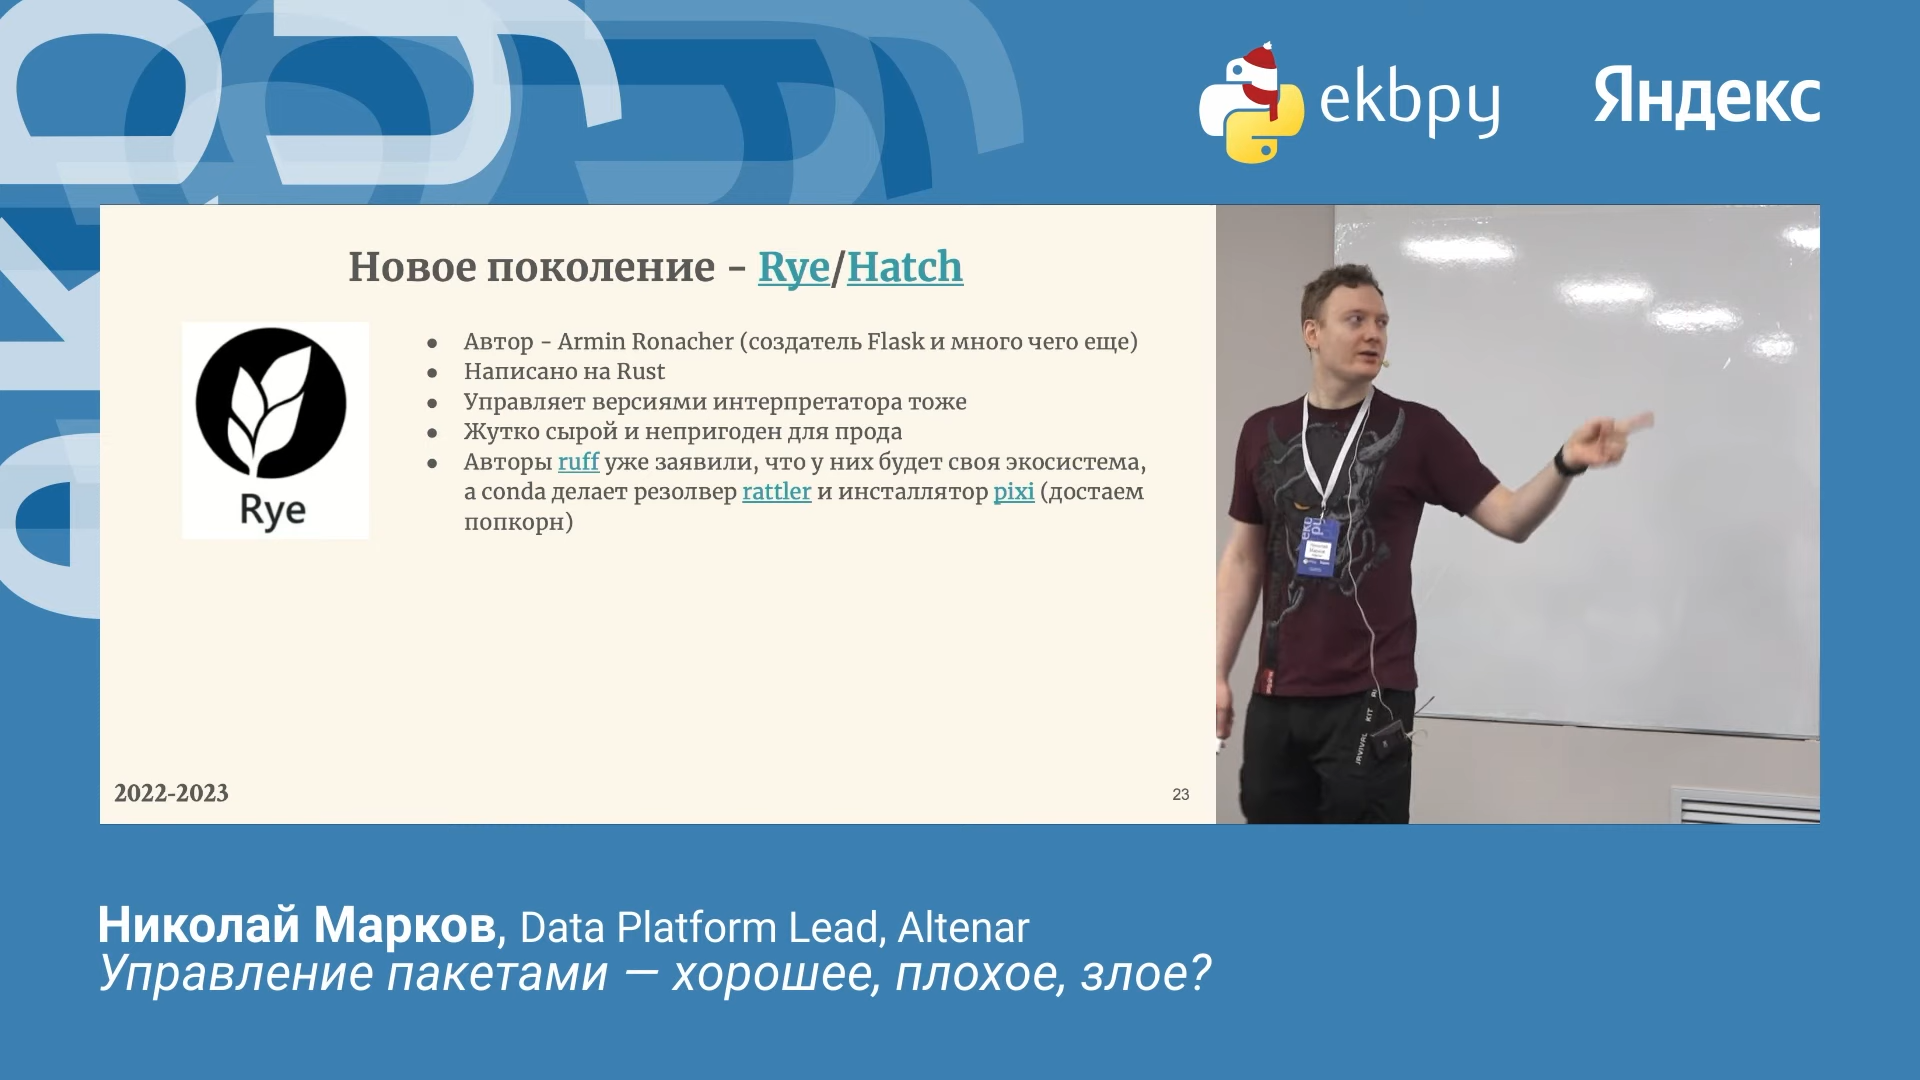 ekbpy
Яндекс
Новое поколение - Rye/Hatch
● Автор - Armin Ronacher (создатель Flask и много чего еще)
● Написано на Rust
● Управляет версиями интерпретатора тоже
● Жутко сырой и непригоден для прода
● Авторы ruff уже заявили, что у них будет своя экосистема,
а conda делает резолвер rattler и инсталлятор pixi (достаем
попкорн)
Rye
2022-2023
23
Николай Марков, Data Platform Lead, Altenar
Управление пакетами — хорошее, плохое, злое?